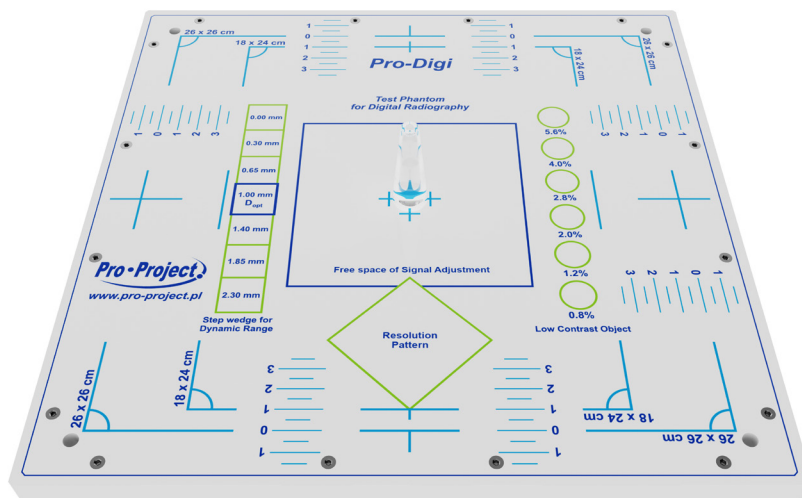 26 x 26 cm
18 x 24 cm
1
0
1
2
3
1
0
1
2
3
18 x 24 cm
26 x 26 cm
Pro-Digi
Test Phantom
for Digital Radiography
1 0 1 2 3
3 2 1 0 1
0.00 mm
0.30 mm
0.65 mm
1.00 mm
Dopt
1.40 mm
1.85 mm
2.30 mm
Step wedge for
Dynamic Range
5.6%
4.0%
2.8%
2.0%
1.2%
0.8%
Low Contrast Object
Free space of Signal Adjustment
Pro•Project
www.pro-project.pl
3 2 1 0 1
Resolution
Pattern
26 x 26 cm
18 x 24 cm
3
2
1
0
1
3
2
1
0
1
18 x 24 cm
26 x 26 cm